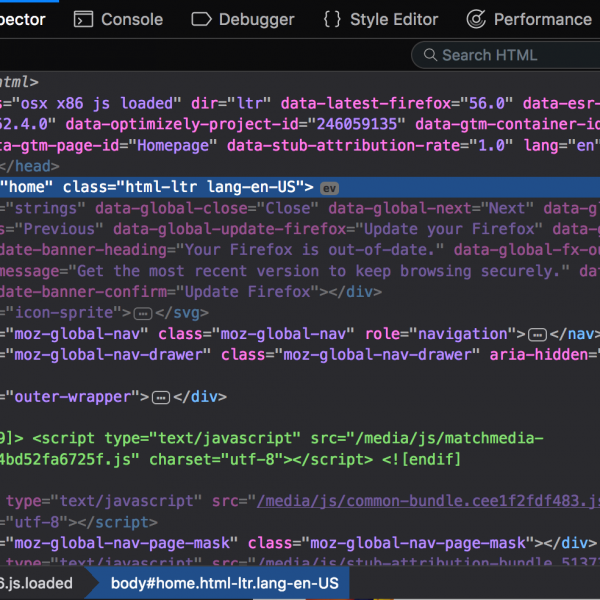 pector Console Debugger {} Style Editor Performance
Search HTML
html>
s="osx x86 js loaded" dir="ltr" data-latest-firefox="56.0" data-esr-
52.4.0" data-optimizely-project-id="246059135" data-gtm-container-id
ta-gtm-page-id="Homepage" data-stub-attribution-rate="1.0" lang="en"
</head>
="home" class="html-ltr lang-en-US"> ev
="strings" data-global-close="Close" data-global-next="Next" data-gl
s="Previous" data-global-update-firefox="Update your Firefox" data-g
date-banner-heading="Your Firefox is out-of-date." data-global-fx-ou
message="Get the most recent version to keep browsing securely." dat
date-banner-confirm="Update Firefox"></div>
="icon-sprite"></svg>
="moz-global-nav" class="moz-global-nav" role="navigation"></nav>
="moz-global-nav-drawer" class="moz-global-nav-drawer" aria-hidden="
="outer-wrapper"></div>
9]> <script type="text/javascript" src="/media/js/matchmedia-
4bd52fa6725f.js" charset="utf-8"></script> <![endif]
type="text/javascript" src="/media/js/common-bundle.cee1f2fdf483.js
="utf-8"></script>
="moz-global-nav-page-mask" class="moz-global-nav-page-mask"></div>
type="text/javascript" src="/media/js/stub-attribution-bundle.5137
6.js.loaded body#home.html-ltr.lang-en-US